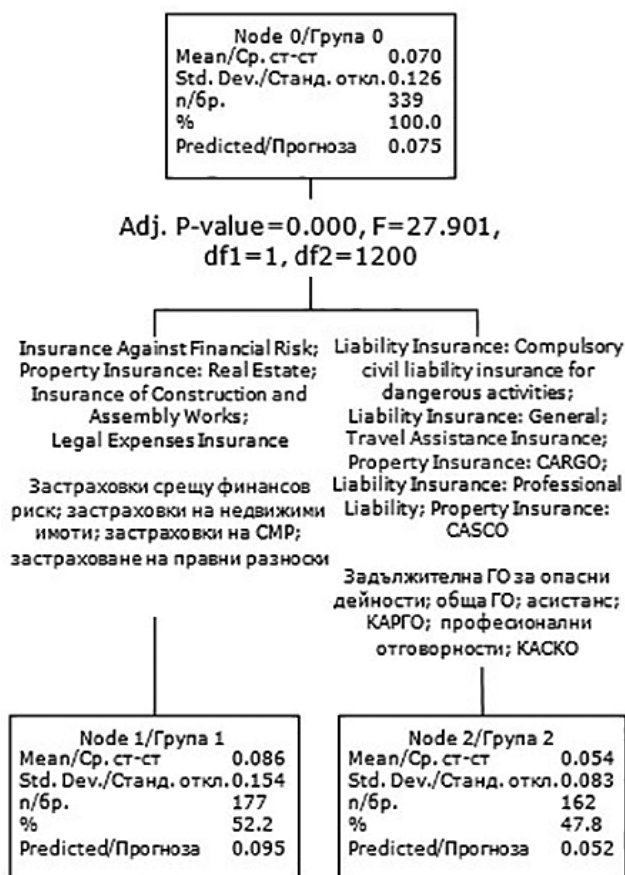 Node 0/Група 0
Mean/Ср. ст-ст 0.070
Std. Dev./Станд. откл. 0.126
n/бр. 339
% 100.0
Predicted/Прогноза 0.075
Adj. P-value=0.000, F=27.901,
df1=1, df2=1200
Insurance Against Financial Risk;
Property Insurance: Real Estate;
Insurance of Construction and
Assembly Works;
Legal Expenses Insurance
Застраховки срещу финансов
риск; застраховки на недвижими
имоти; застраховки на СМР;
застраховане на правни разноски
Liability Insurance: Compulsory
civil liability insurance for
dangerous activities;
Liability Insurance: General;
Travel Assistance Insurance;
Property Insurance: CARGO;
Liability Insurance: Professional
Liability; Property Insurance:
CASCO
Задължителна ГО за опасни
дейности; обща ГО; асистанс;
КАРГО; професионални
отговорности; КАСКО
Node 1/Група 1
Mean/Ср. ст-ст 0.086
Std. Dev./Станд. откл. 0.154
n/бр. 177
% 52.2
Predicted/Прогноза 0.095
Node 2/Група 2
Mean/Ср. ст-ст 0.054
Std. Dev./Станд. откл. 0.083
n/бр. 162
% 47.8
Predicted/Прогноза 0.052